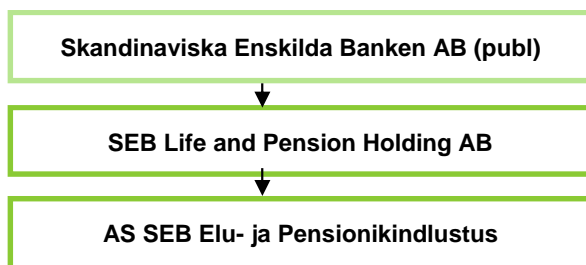 Skandinaviska Enskilda Banken AB (publ)
SEB Life and Pension Holding AB
AS SEB Elu- ja Pensionikindlustus